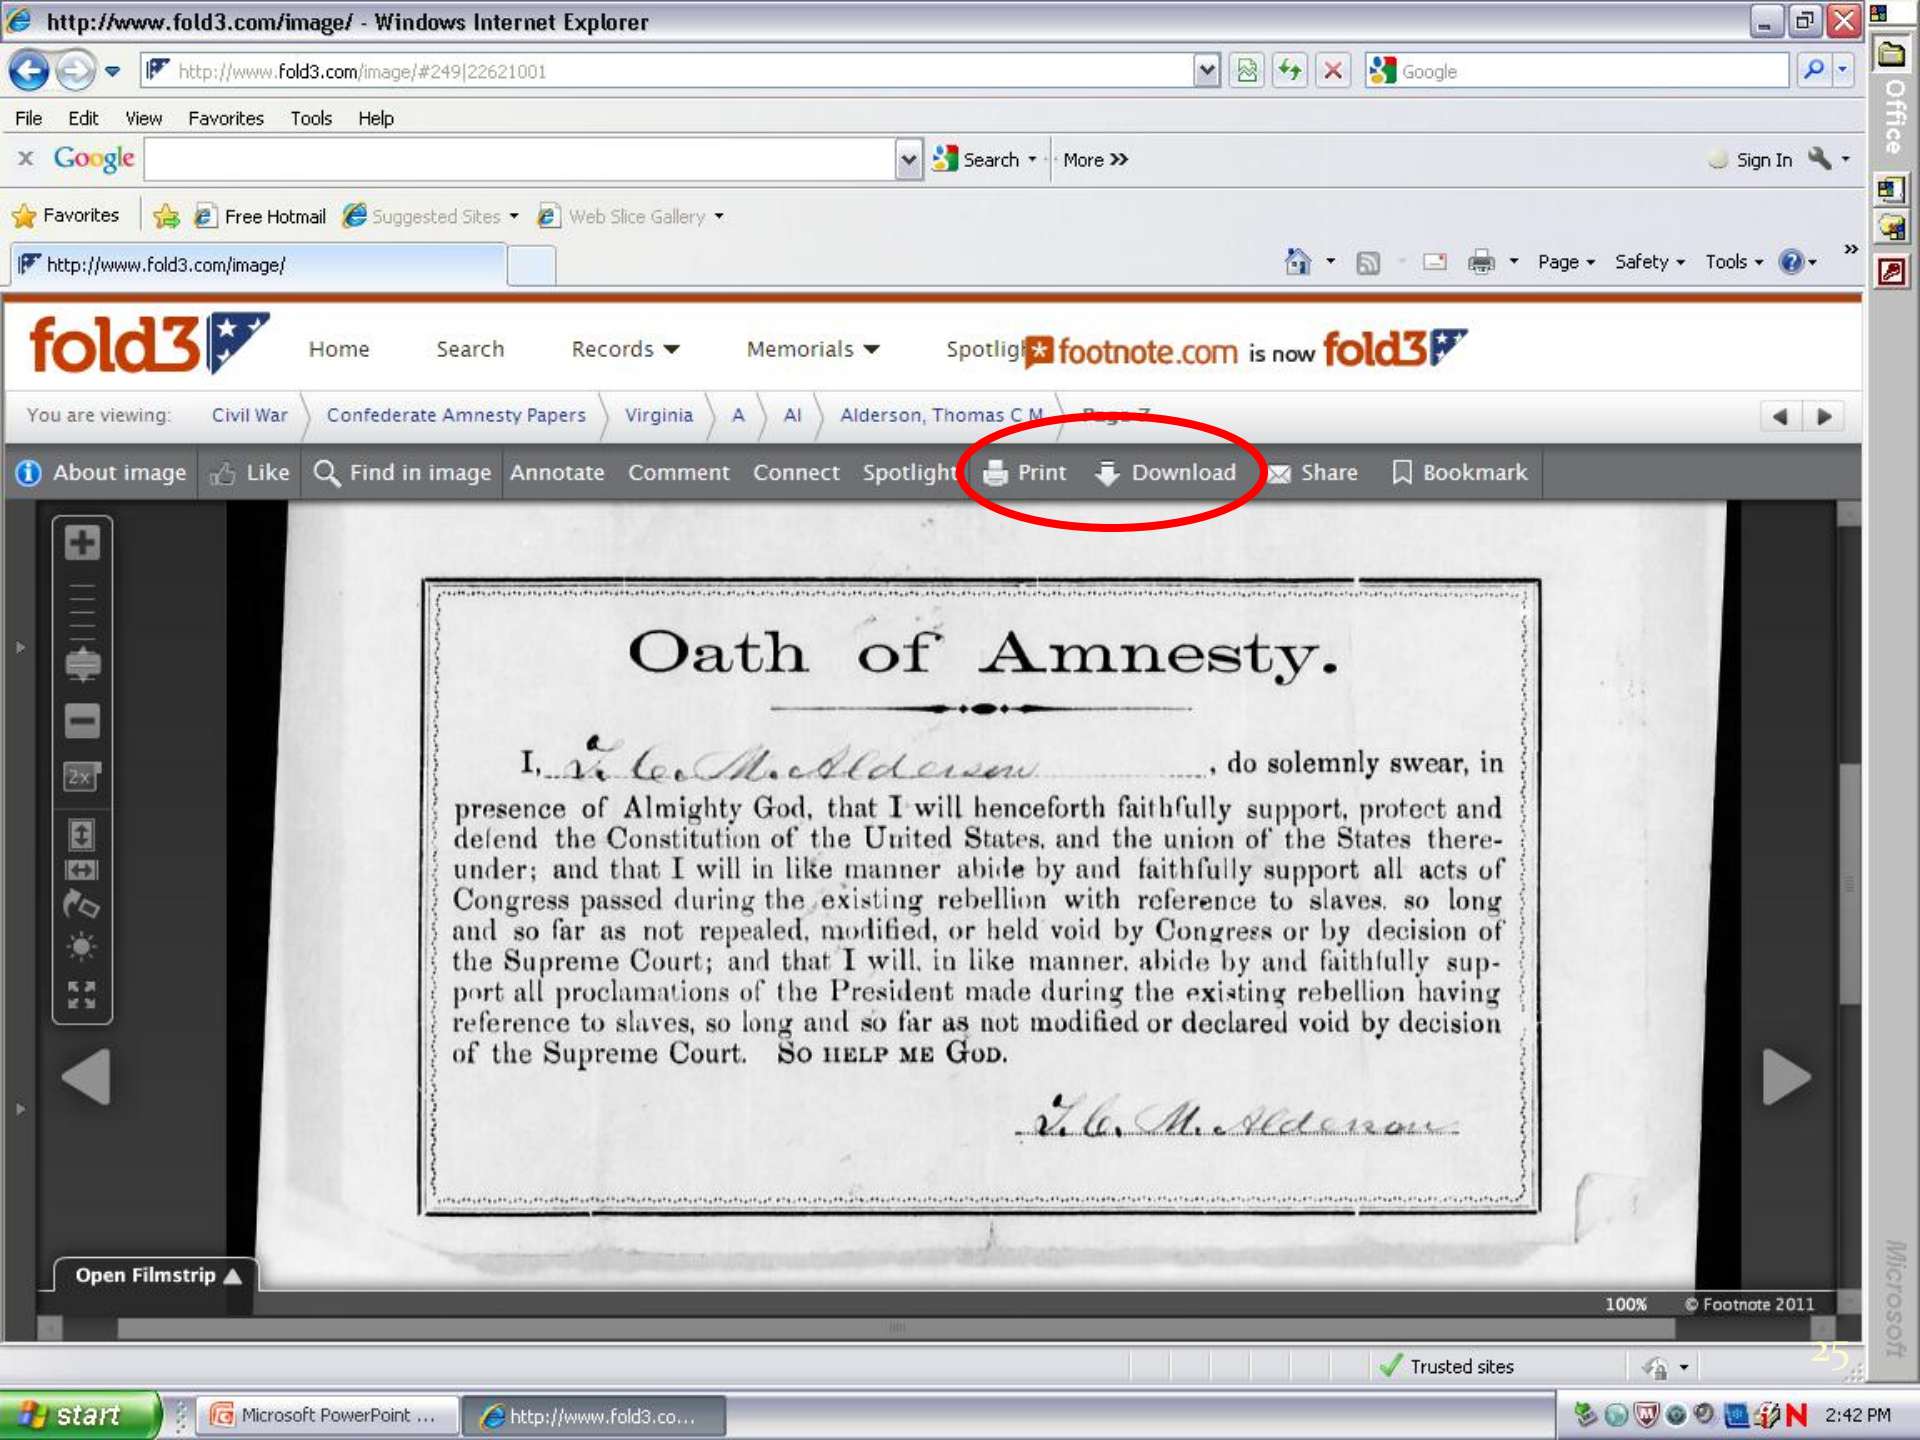 http://www.fold3.com/image/ - Windows Internet Explorer
http://www.fold3.com/image/#249|22621001
Google
File Edit View Favorites Tools Help
x Google Search More >> Sign In
Favorites Free Hotmail Suggested Sites Web Slice Gallery
http://www.fold3.com/image/ Page Safety Tools
Office
fold3 Home Search Records Memorials Spotlig footnote.com is now fold3
You are viewing: Civil War Confederate Amnesty Papers Virginia A Al Alderson, Thomas C M Page 7
About image Like Find in image Annotate Comment Connect Spotlight Print Download Share Bookmark
2x
Oath of Amnesty.
I, T. C. M. Alderson, do solemnly swear, in
presence of Almighty God, that I will henceforth faithfully support, protect and
defend the Constitution of the United States, and the union of the States there-
under; and that I will in like manner abide by and faithfully support all acts of
Congress passed during the existing rebellion with reference to slaves, so long
and so far as not repealed, modified, or held void by Congress or by decision of
the Supreme Court; and that I will, in like manner, abide by and faithfully sup-
port all proclamations of the President made during the existing rebellion having
reference to slaves, so long and so far as not modified or declared void by decision
of the Supreme Court. SO HELP ME GOD.
T. C. M. Alderson
Open Filmstrip
100% © Footnote 2011
Microsoft
25
Trusted sites
start Microsoft PowerPoint ... http://www.fold3.co... 2:42 PM